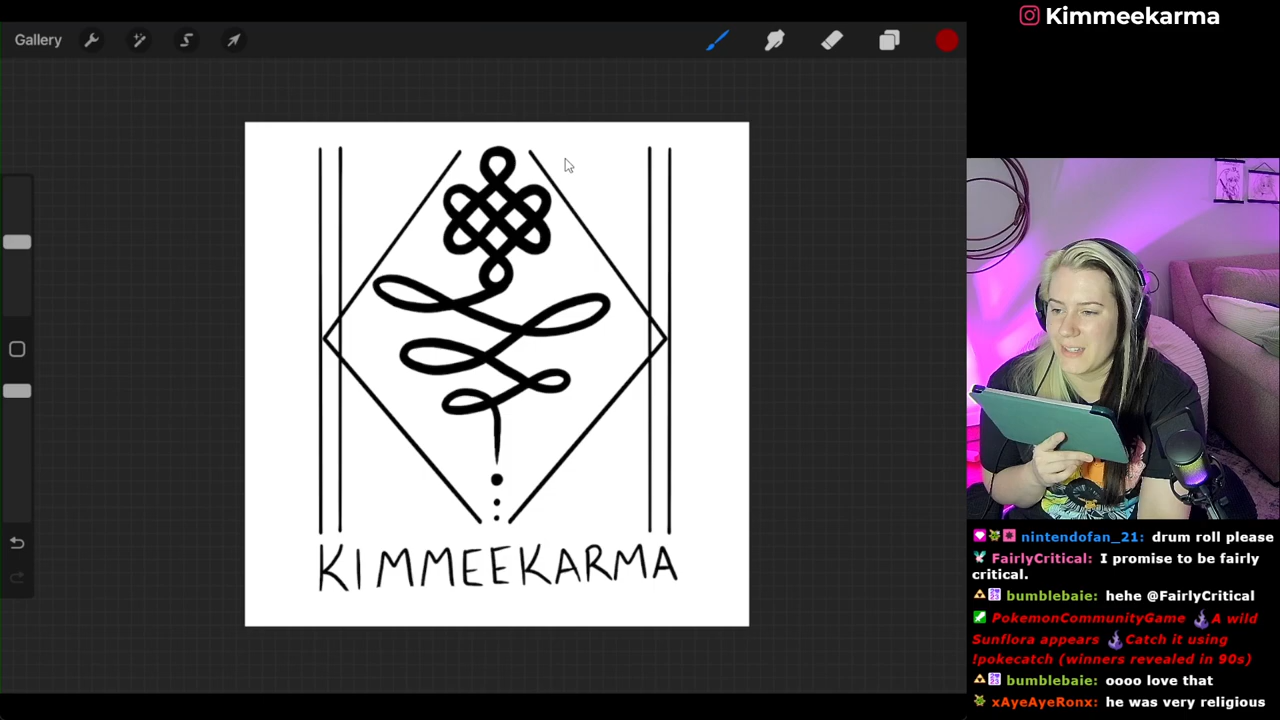 Kimmeekarma
Gallery
KIMMEEKARMA
nintendofan_21: drum roll please
FairlyCritical: I promise to be fairly
critical.
bumblebaie: hehe @FairlyCritical
PokemonCommunityGame A wild
Sunflora appears Catch it using
!pokecatch (winners revealed in 90s)
bumblebaie: oooo love that
xAyeAyeRonx: he was very religious